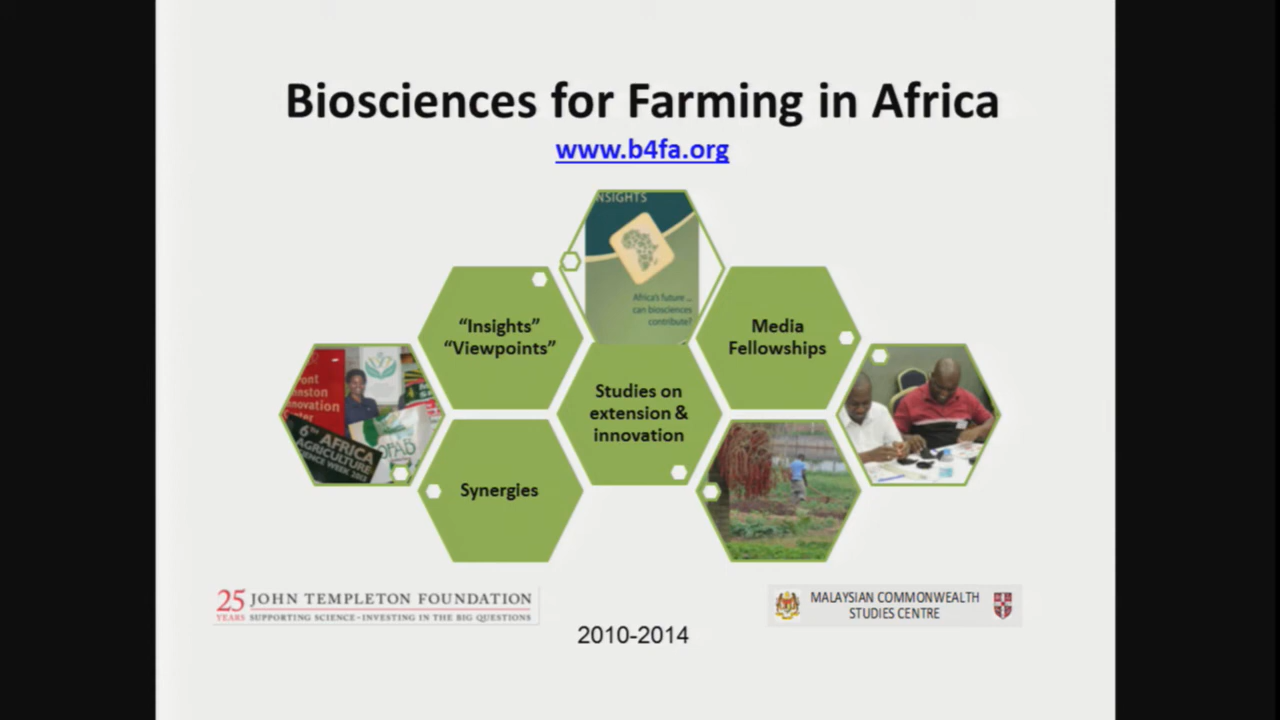 Biosciences for Farming in Africa
www.b4fa.org
INSIGHTS
Africa's future ...
can biosciences
contribute?
"Insights"
"Viewpoints"
Media
Fellowships
Studies on
extension &
innovation
6TH AFRICA
AGRICULTURE
SCIENCE WEEK
Synergies
25 YEARS
JOHN TEMPLETON FOUNDATION
SUPPORTING SCIENCE~INVESTING IN THE BIG QUESTIONS
MALAYSIAN COMMONWEALTH
STUDIES CENTRE
2010-2014